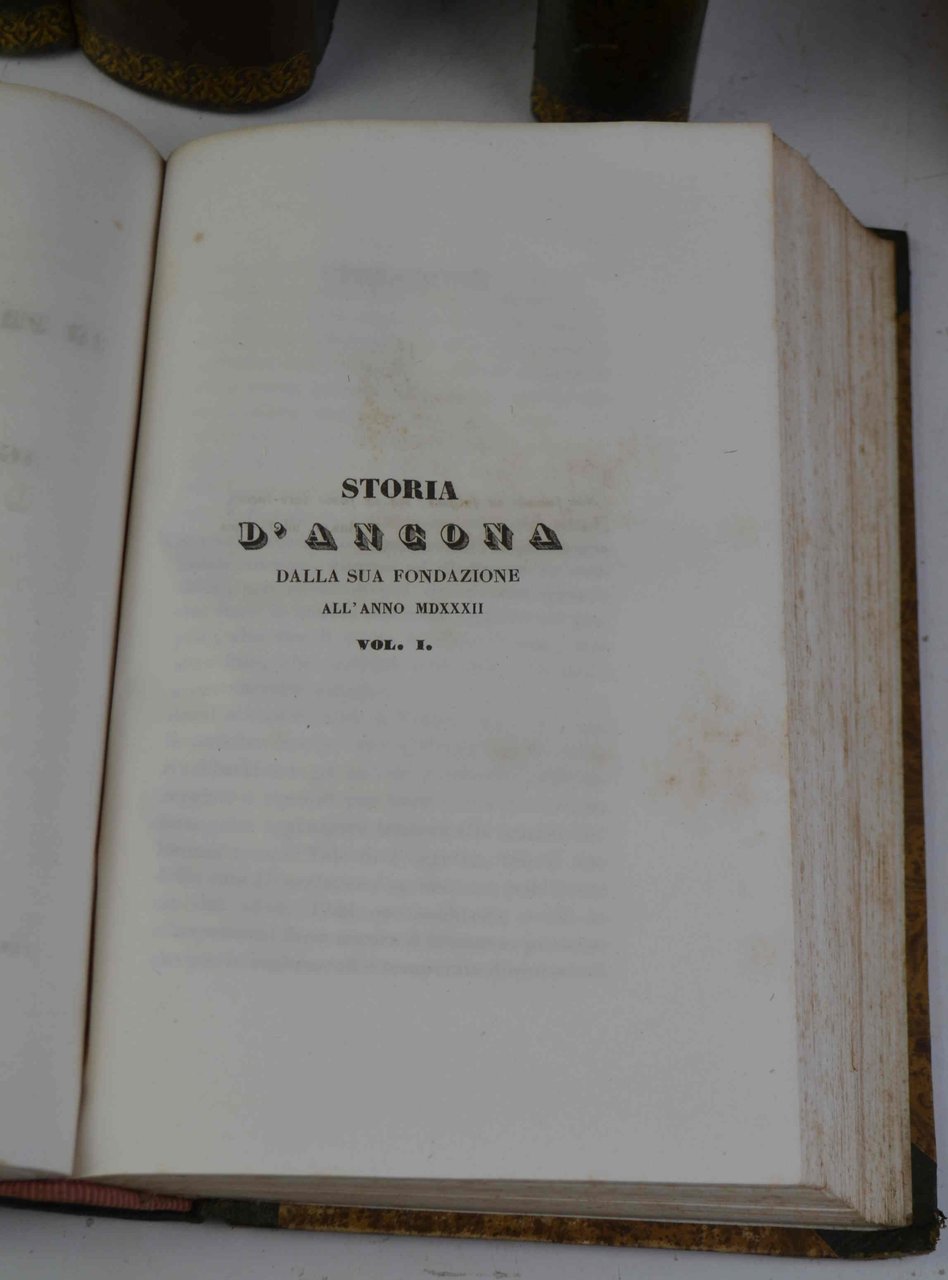 STORIA
D'ANCONA
DALLA SUA FONDAZIONE
ALL'ANNO MDXXXII
VOL. I.